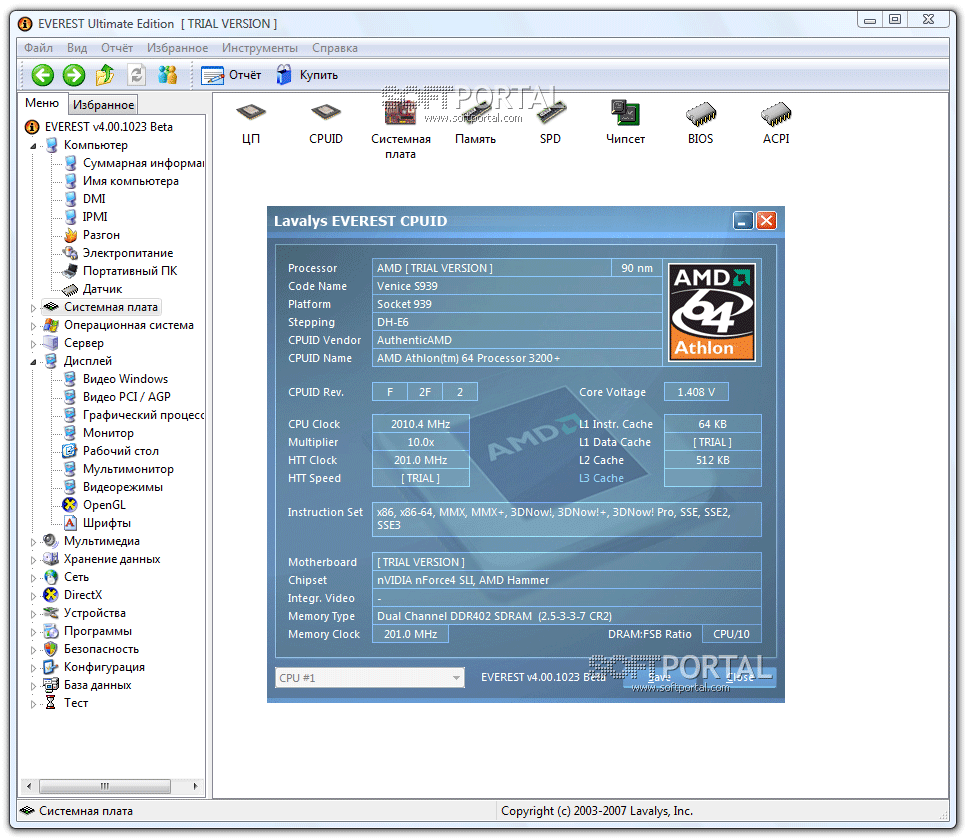 EVEREST Ultimate Edition [ TRIAL VERSION ]
Файл Вид Отчёт Избранное Инструменты Справка
Отчёт Купить
Меню Избранное
EVEREST v4.00.1023 Beta
Компьютер
Суммарная информа
Имя компьютера
DMI
IPMI
Разгон
Электропитание
Портативный ПК
Датчик
Системная плата
Операционная система
Сервер
Дисплей
Видео Windows
Видео PCI / AGP
Графический процесс
Монитор
Рабочий стол
Мультимонитор
Видеорежимы
OpenGL
Шрифты
Мультимедиа
Хранение данных
Сеть
DirectX
Устройства
Программы
Безопасность
Конфигурация
База данных
Тест
SOFTPORTAL
www.softportal.com
ЦП CPUID Системная плата Память SPD Чипсет BIOS ACPI
Lavalys EVEREST CPUID
Processor AMD [ TRIAL VERSION ] 90 nm
Code Name Venice S939
Platform Socket 939
Stepping DH-E6
CPUID Vendor AuthenticAMD
CPUID Name AMD Athlon(tm) 64 Processor 3200+
AMD
64
Athlon
CPUID Rev. F 2F 2 Core Voltage 1.408 V
CPU Clock 2010.4 MHz L1 Instr. Cache 64 KB
Multiplier 10.0x L1 Data Cache [ TRIAL ]
HTT Clock 201.0 MHz L2 Cache 512 KB
HTT Speed [ TRIAL ] L3 Cache
AMD
Instruction Set x86, x86-64, MMX, MMX+, 3DNow!, 3DNow!+, 3DNow! Pro, SSE, SSE2,
SSE3
Motherboard [ TRIAL VERSION ]
Chipset nVIDIA nForce4 SLI, AMD Hammer
Integr. Video -
Memory Type Dual Channel DDR402 SDRAM (2.5-3-3-7 CR2)
Memory Clock 201.0 MHz DRAM:FSB Ratio CPU/10
CPU #1 EVEREST v4.00.1023 Beta Save Close
SOFTPORTAL
www.softportal.com
Системная плата Copyright (c) 2003-2007 Lavalys, Inc.